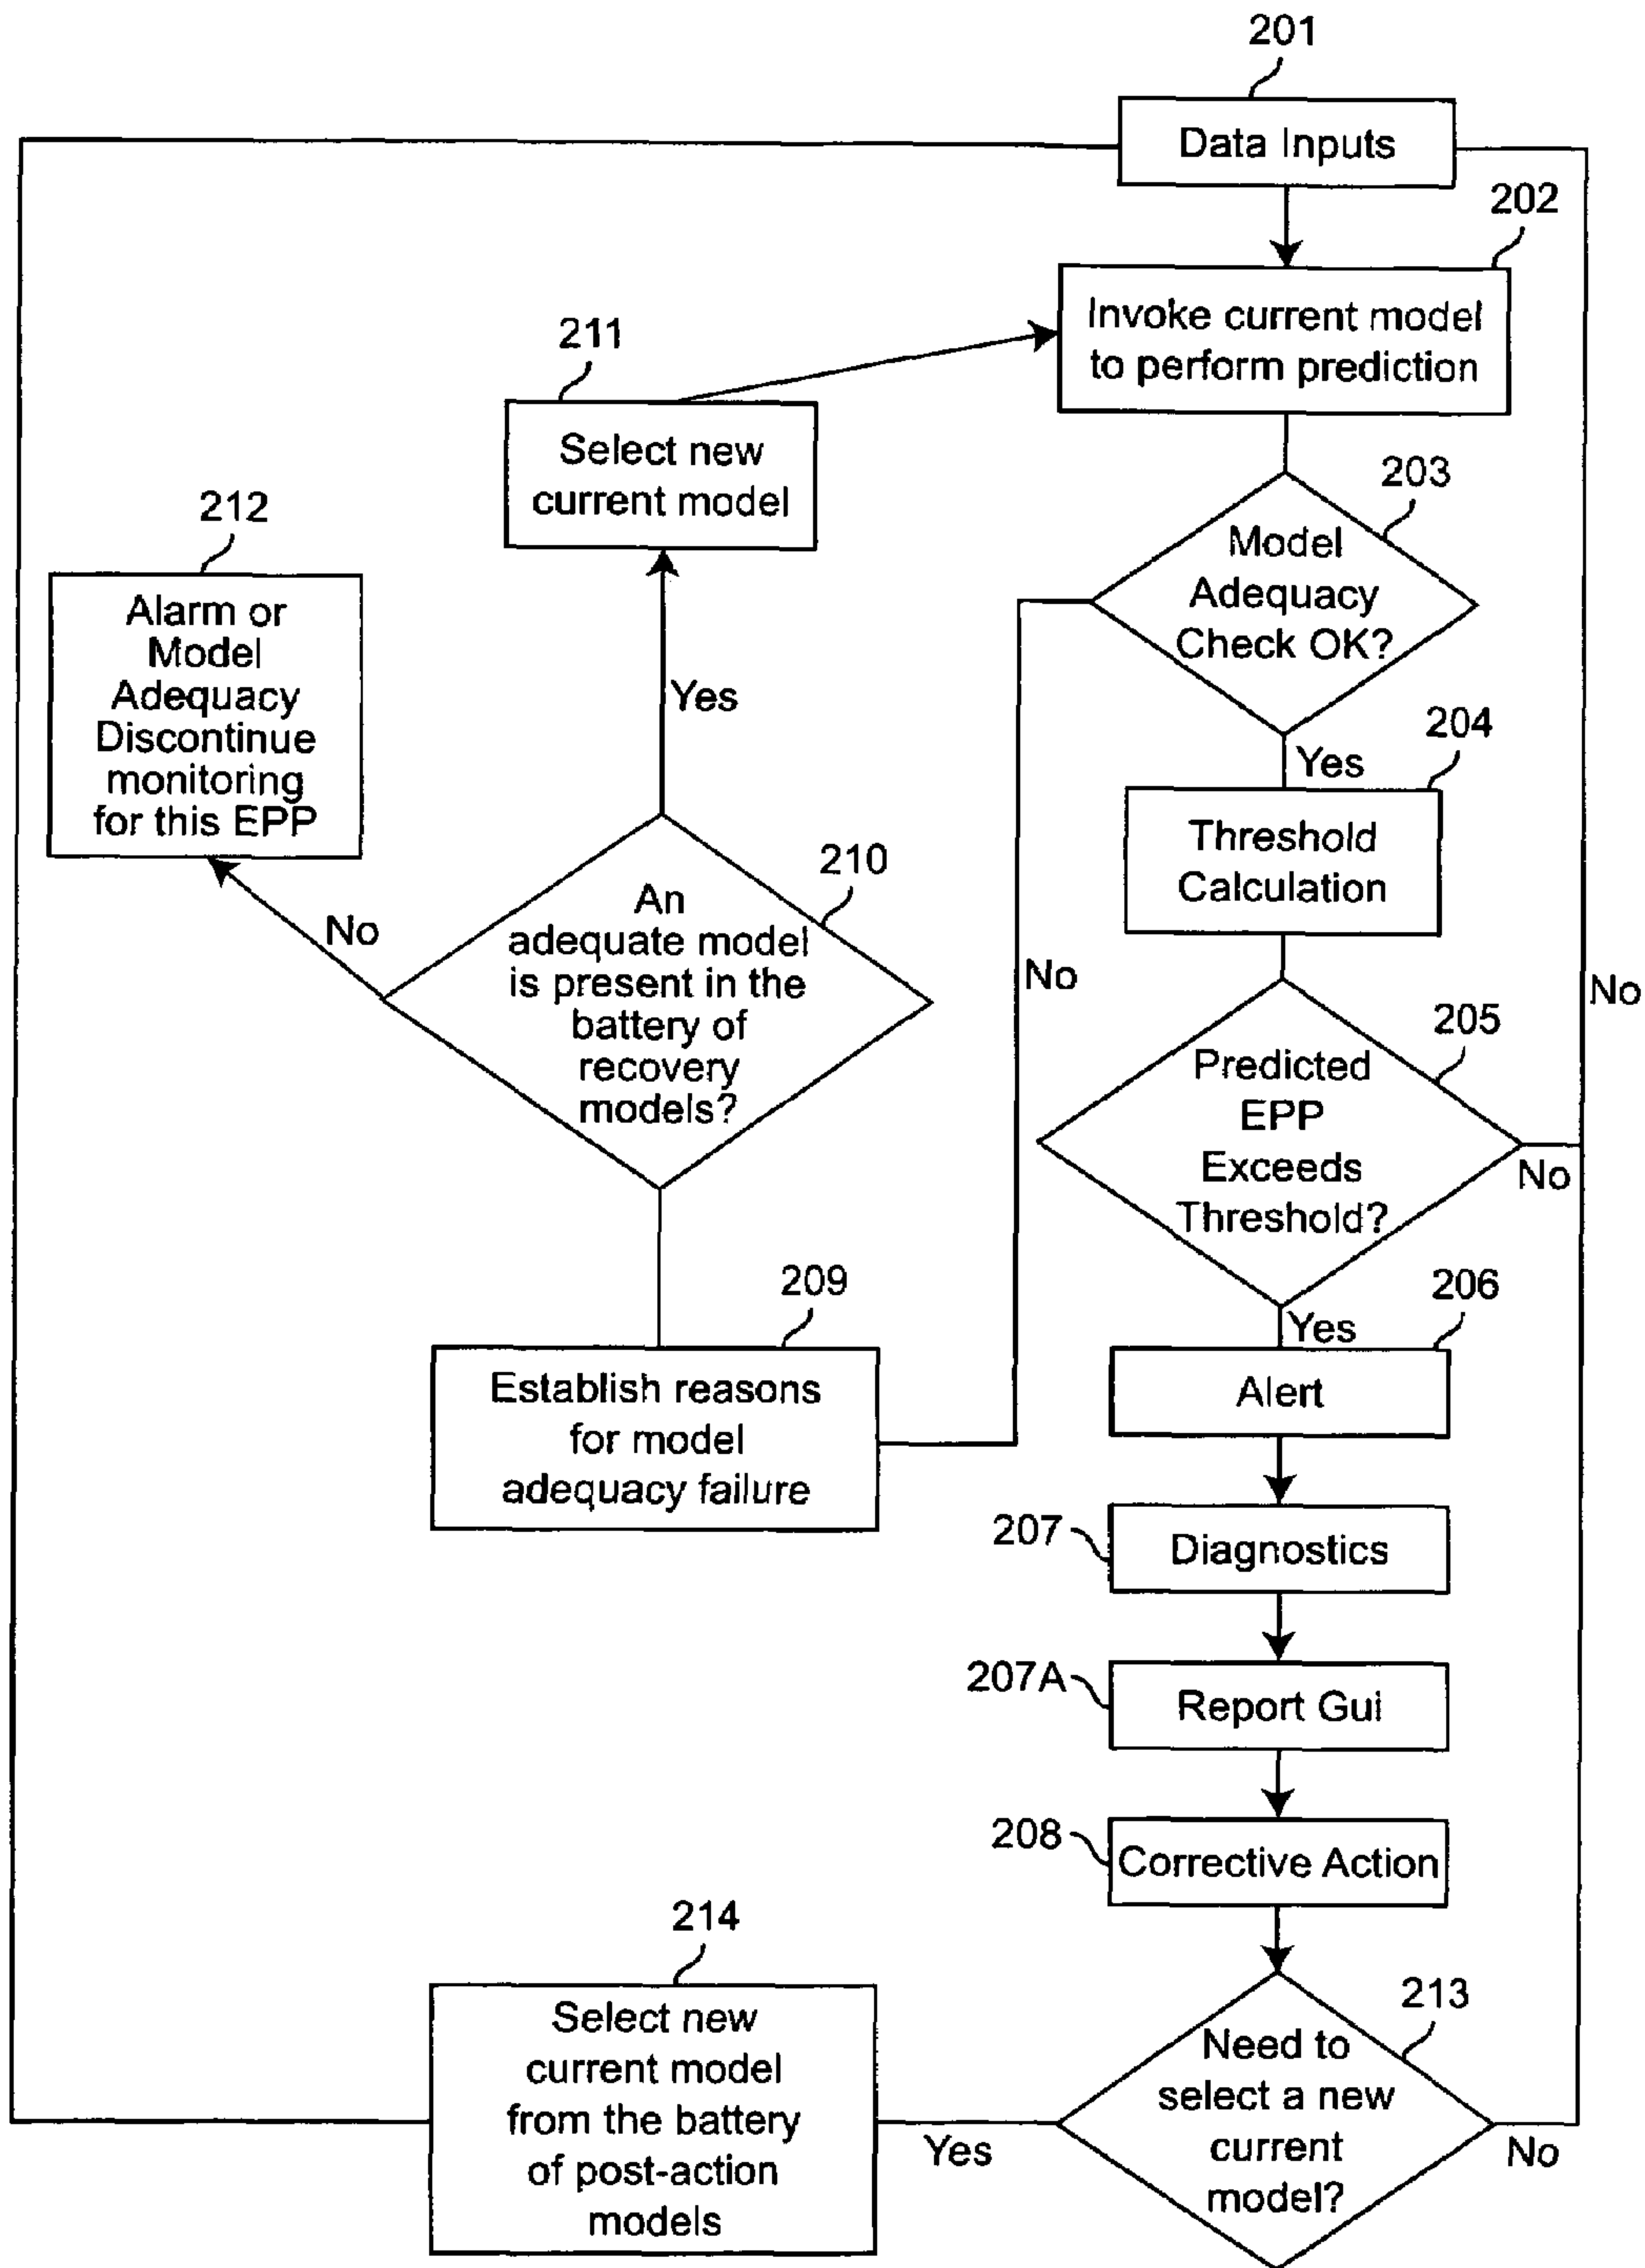 201
Data Inputs
202
Invoke current model
to perform prediction
211
Select new
current model
203
Model
Adequacy
Check OK?
212
Alarm or
Model
Adequacy
Discontinue
monitoring
for this EPP
Yes
Yes
204
Threshold
Calculation
210
An
adequate model
is present in the
battery of
recovery
models?
No
No
No
205
Predicted
EPP
Exceeds
Threshold?
No
209
Establish reasons
for model
adequacy failure
Yes
206
Alert
207
Diagnostics
207A
Report Gui
208
Corrective Action
214
Select new
current model
from the battery
of post-action
models
Yes
213
Need to
select a new
current
model?
No